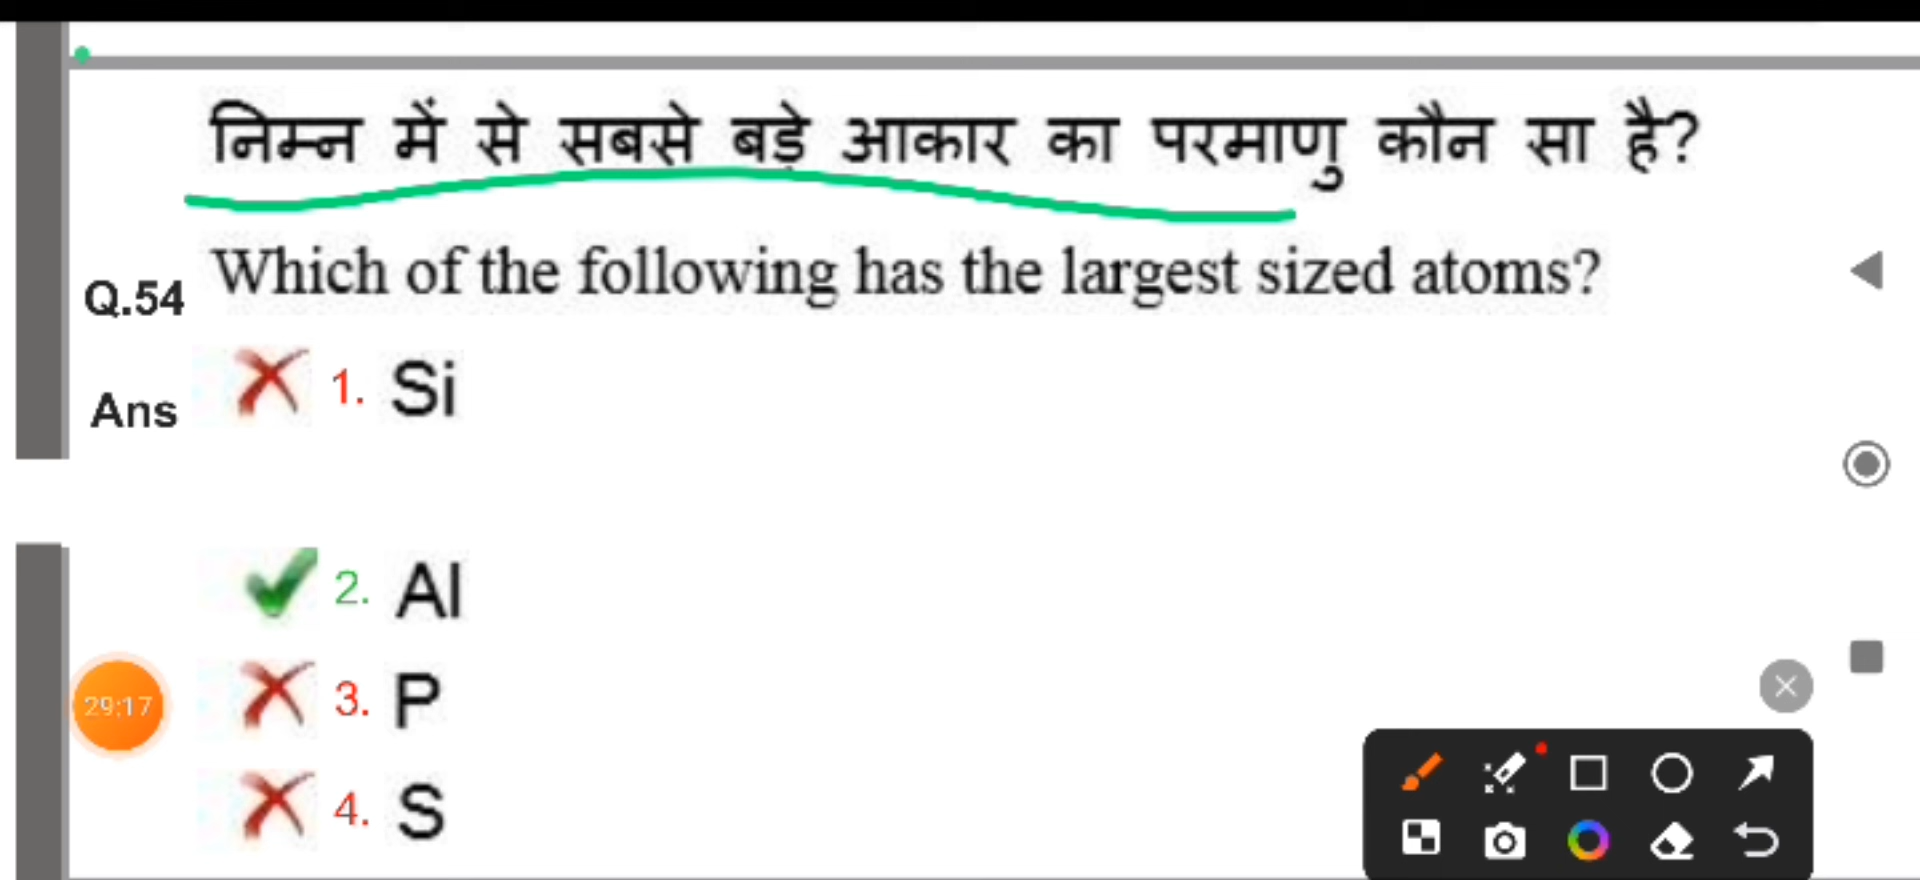 निम्न में से सबसे बड़े आकार का परमाणु कौन सा है?
Q.54 Which of the following has the largest sized atoms?
Ans 1. Si
2. Al
3. P
4. S
29:17